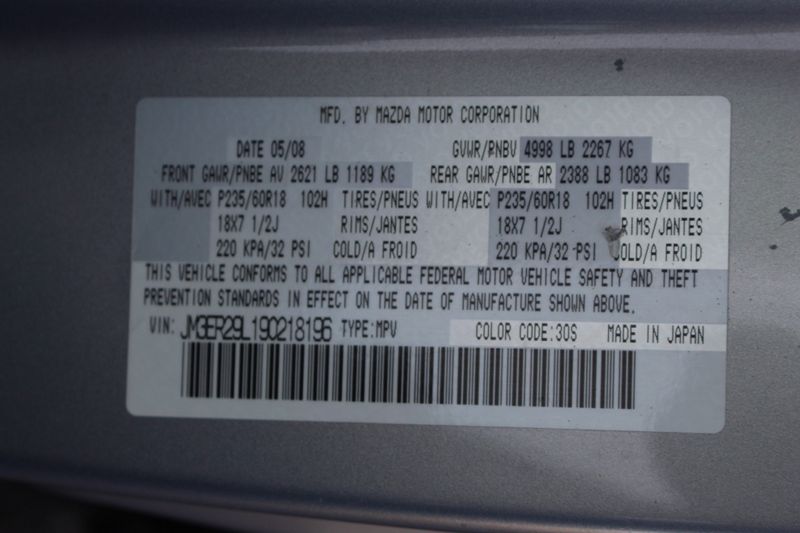 MFD. BY MAZDA MOTOR CORPORATION
DATE 05/08 GVWR/PNBV 4998 LB 2267 KG
FRONT GAWR/PNBE AV 2621 LB 1189 KG REAR GAWR/PNBE AR 2388 LB 1083 KG
WITH/AVEC P235/60R18 102H TIRES/PNEUS WITH/AVEC P235/60R18 102H TIRES/PNEUS
18X7 1/2J RIMS/JANTES 18X7 1/2J RIMS/JANTES
220 KPA/32 PSI COLD/A FROID 220 KPA/32 PSI COLD/A FROID
THIS VEHICLE CONFORMS TO ALL APPLICABLE FEDERAL MOTOR VEHICLE SAFETY AND THEFT
PREVENTION STANDARDS IN EFFECT ON THE DATE OF MANUFACTURE SHOWN ABOVE.
VIN: JM3ER29L190218196 TYPE:MPV COLOR CODE:30S MADE IN JAPAN